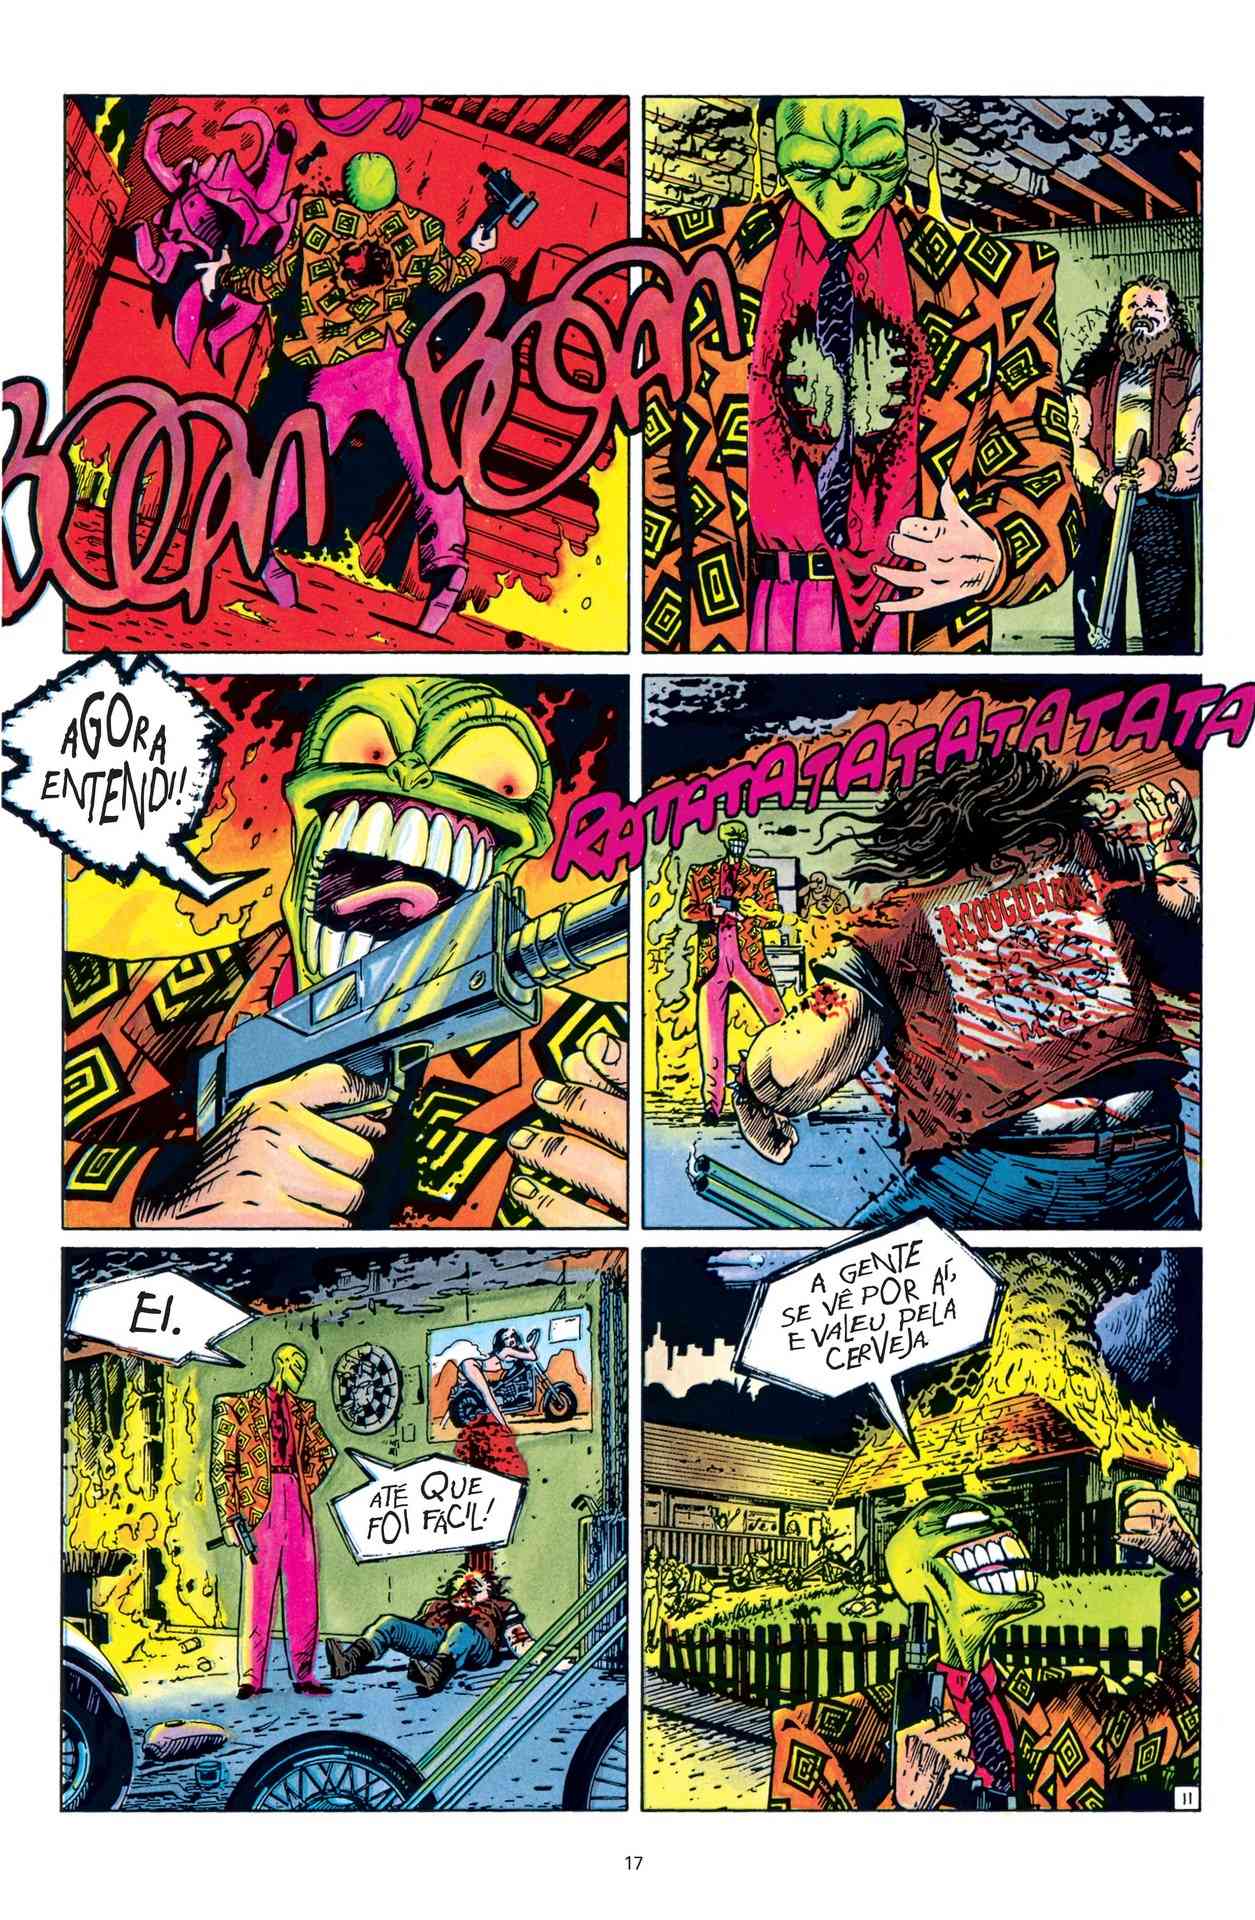 BOOM
BOOM
AGORA
ENTENDI!
RATATATATATATATATA
AÇOUGUEIROS
M.C.
EI.
ATÉ QUE
FOI FÁCIL!
A GENTE
SE VÊ POR AÍ,
E VALEU PELA
CERVEJA.
11
17